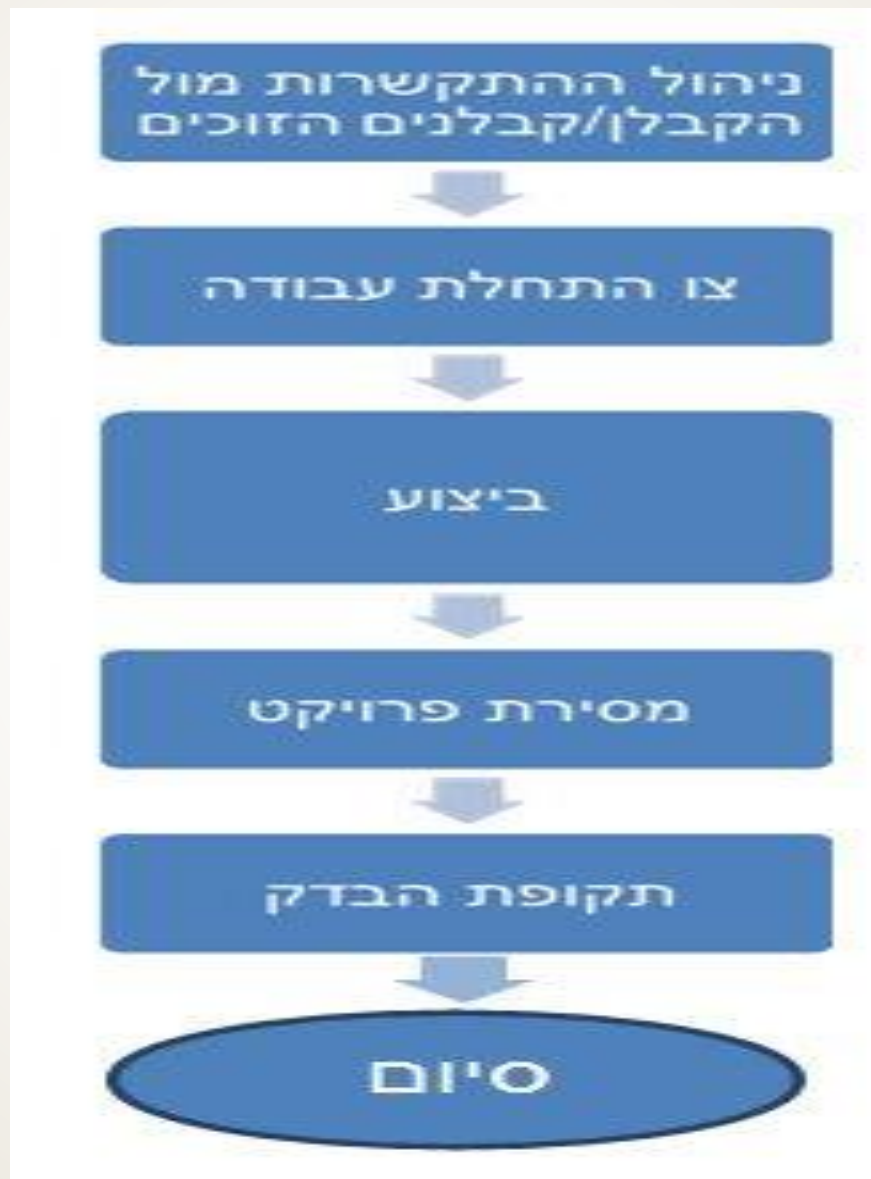 ניהול ההתקשרות מול
הקבלן/קבלנים הזוכים
צו התחלת עבודה
ביצוע
מסירת פרויקט
תקופת הבדק
סיום